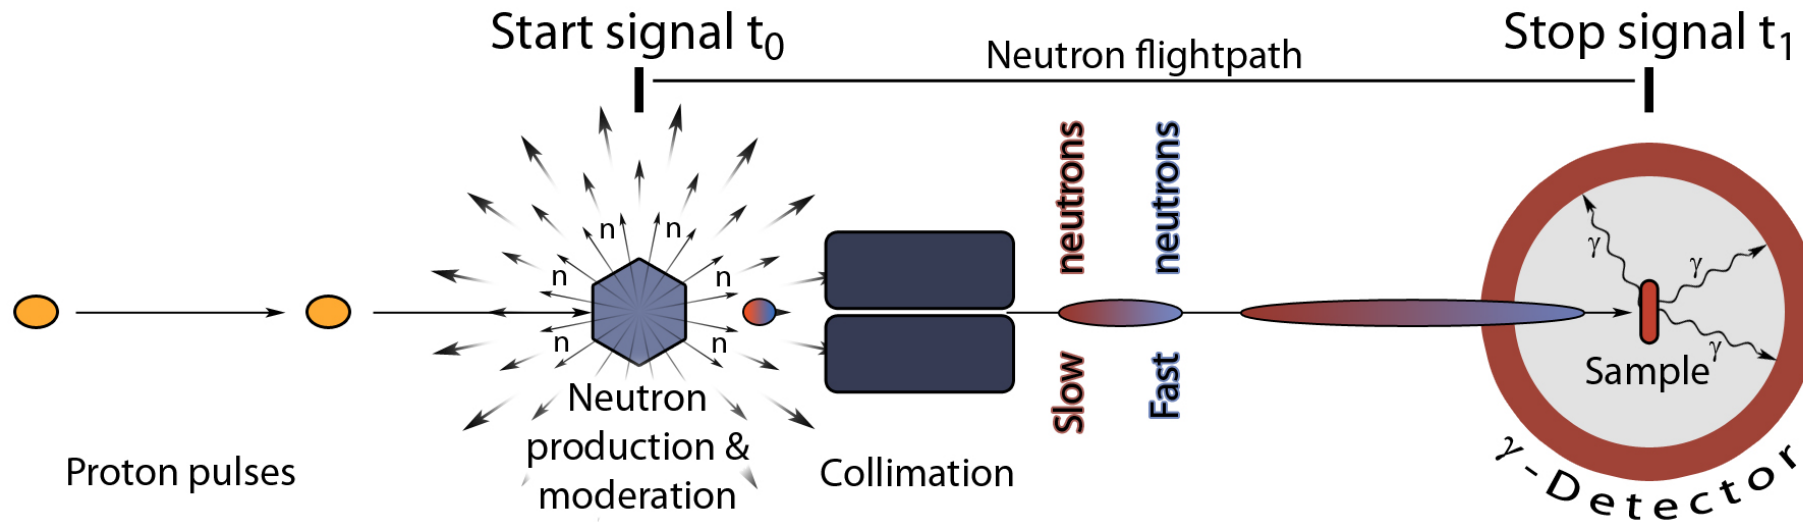 Start signal t0
Neutron flightpath
Stop signal t1
n
n
n
n
n
n
Slow neutrons
Fast neutrons
γ
γ
γ
Sample
Neutron
production &
moderation
Proton pulses
Collimation
γ-Detector